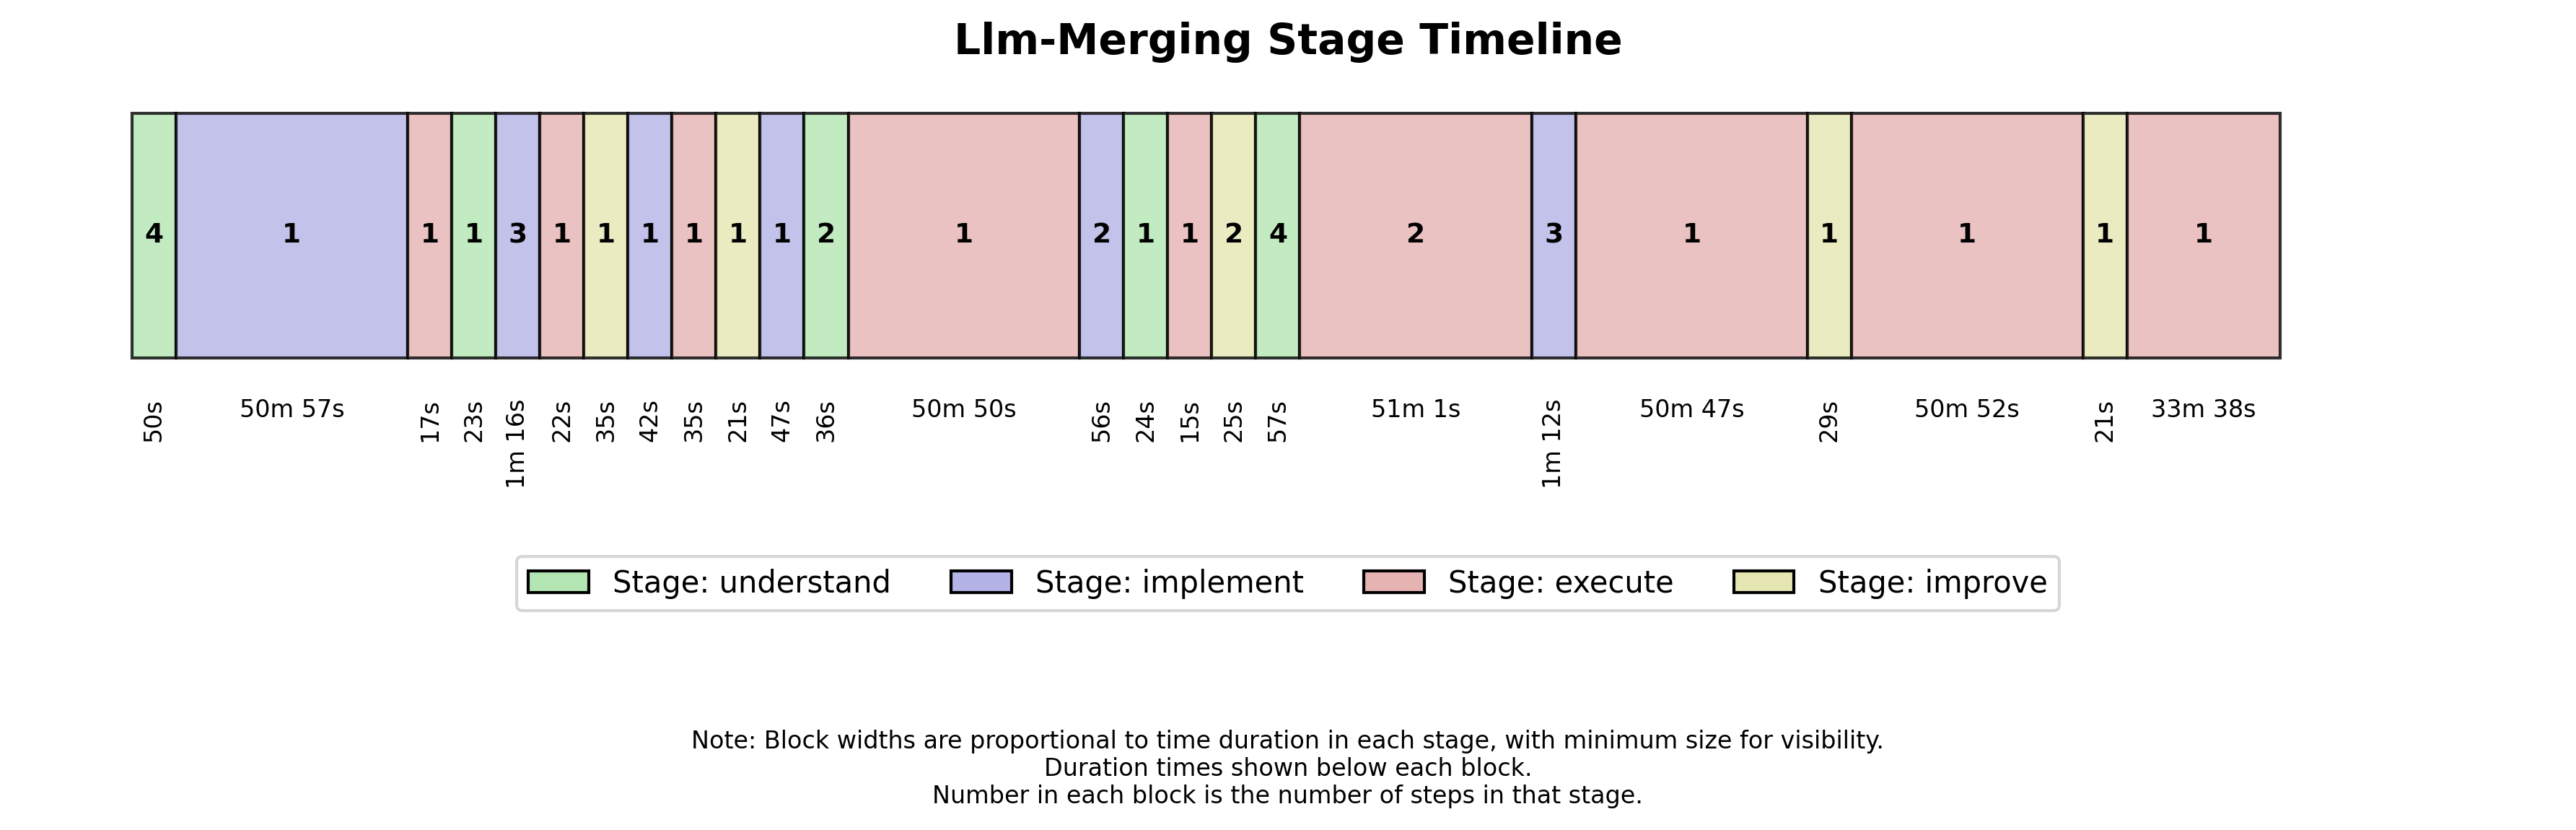 Llm-Merging Stage Timeline
4 1 1 1 3 1 1 1 1 1 1 2 1 2 1 1 2 4 2 3 1 1 1 1 1
50s 50m 57s 17s 23s 1m 16s 22s 35s 42s 35s 21s 47s 36s 50m 50s 56s 24s 15s 25s 57s 51m 1s 1m 12s 50m 47s 29s 50m 52s 21s 33m 38s
Stage: understand Stage: implement Stage: execute Stage: improve
Note: Block widths are proportional to time duration in each stage, with minimum size for visibility.
Duration times shown below each block.
Number in each block is the number of steps in that stage.